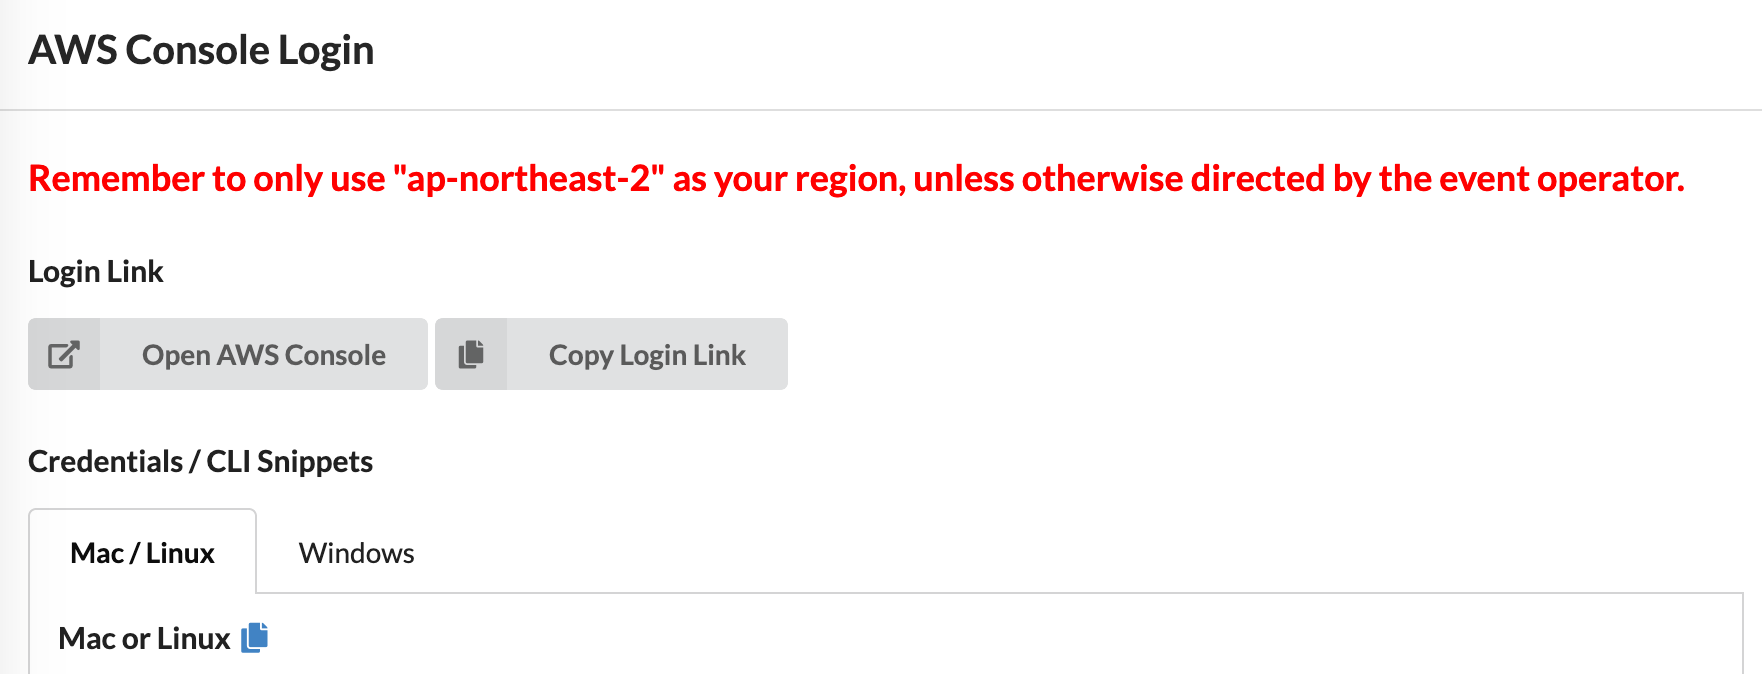 AWS Console Login
Remember to only use "ap-northeast-2" as your region, unless otherwise directed by the event operator.
Login Link
Open AWS Console
Copy Login Link
Credentials / CLI Snippets
Mac / Linux
Windows
Mac or Linux